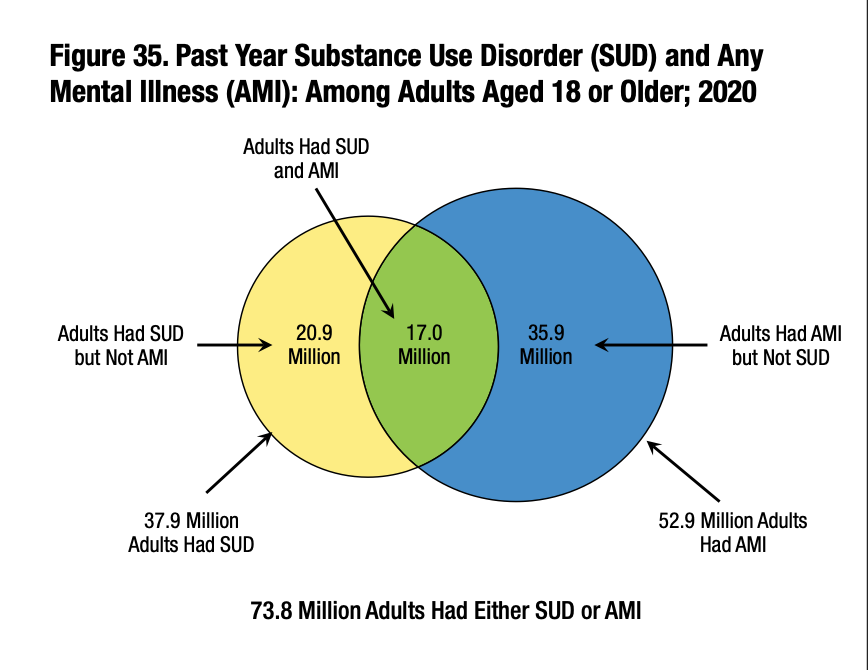 Figure 35. Past Year Substance Use Disorder (SUD) and Any
Mental Illness (AMI): Among Adults Aged 18 or Older; 2020
Adults Had SUD
and AMI
Adults Had SUD
but Not AMI
20.9
Million
17.0
Million
35.9
Million
Adults Had AMI
but Not SUD
37.9 Million
Adults Had SUD
52.9 Million Adults
Had AMI
73.8 Million Adults Had Either SUD or AMI